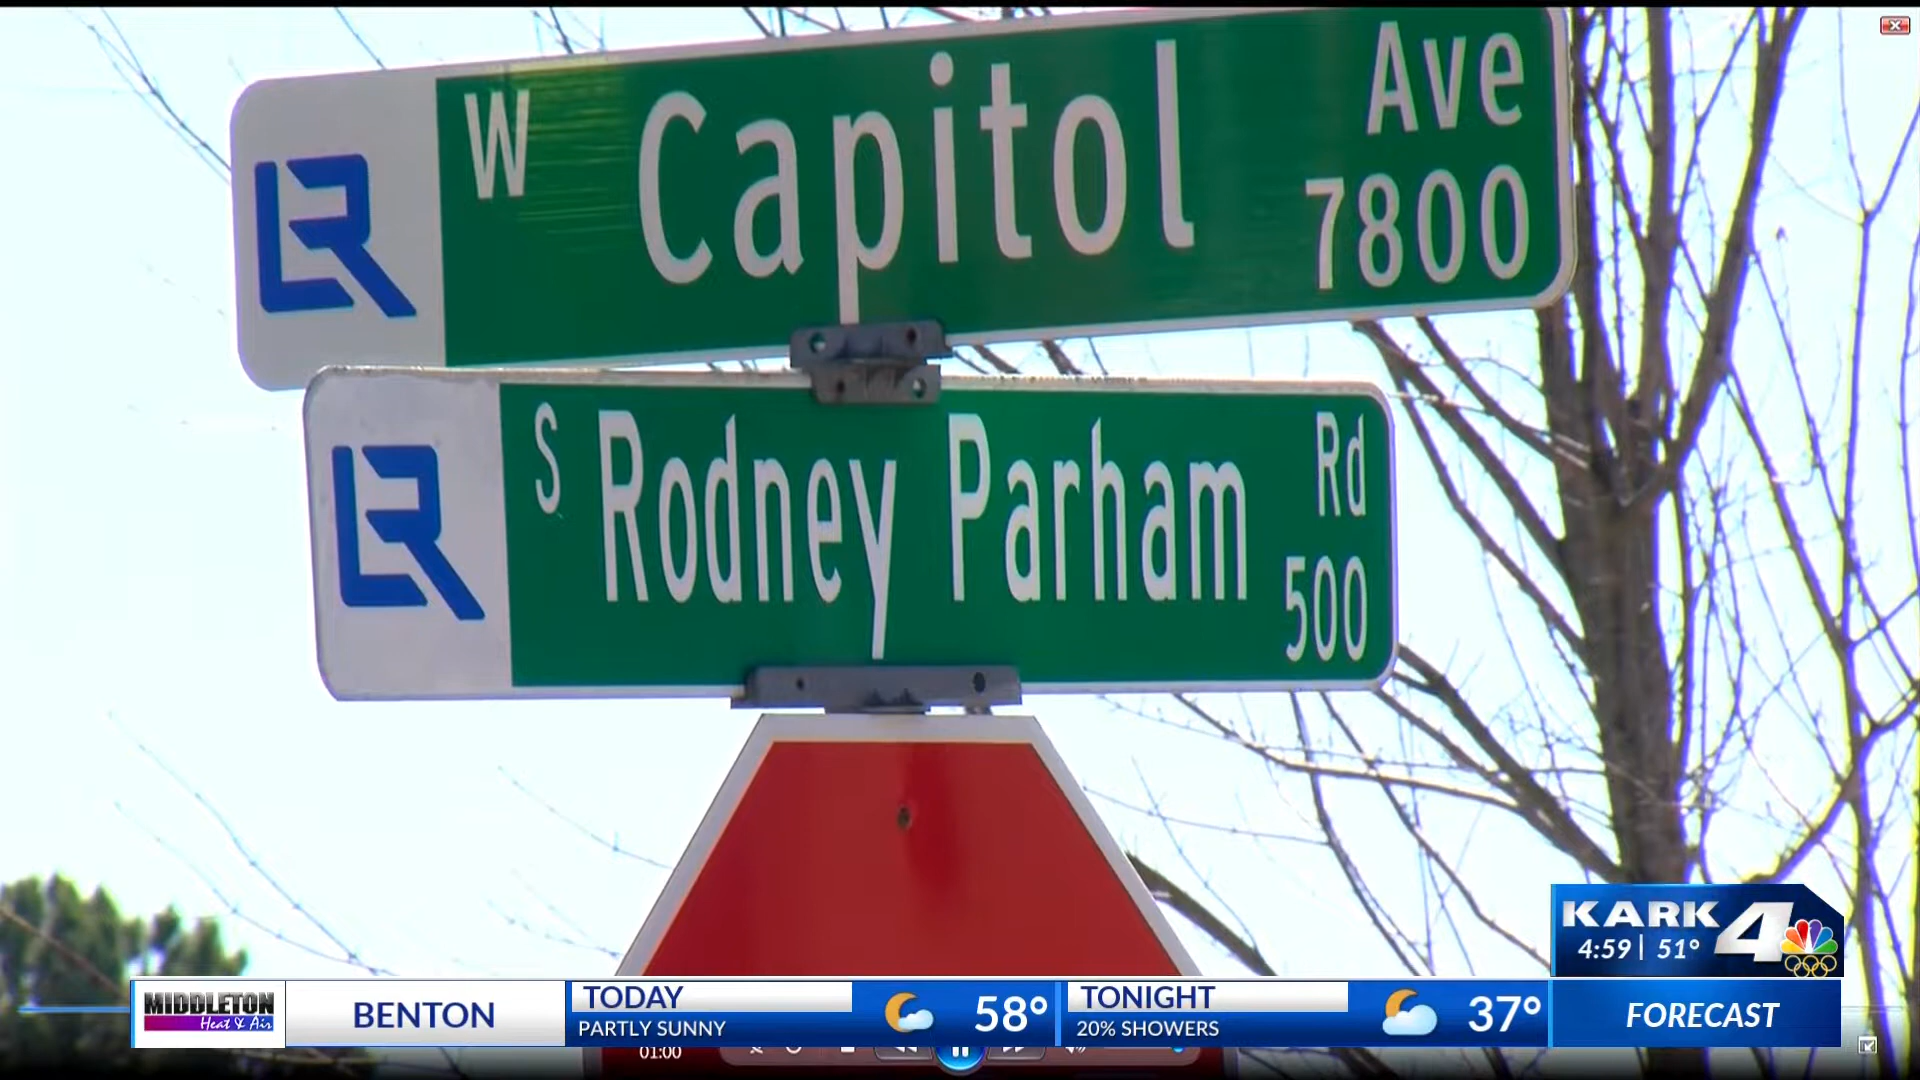 W Capitol Ave
7800
LR
S Rodney Parham Rd
500
LR
KARK 4
4:59 | 51°
MIDDLETON
Heat & Air
BENTON
TODAY
PARTLY SUNNY
58°
TONIGHT
20% SHOWERS
37°
FORECAST
01:00